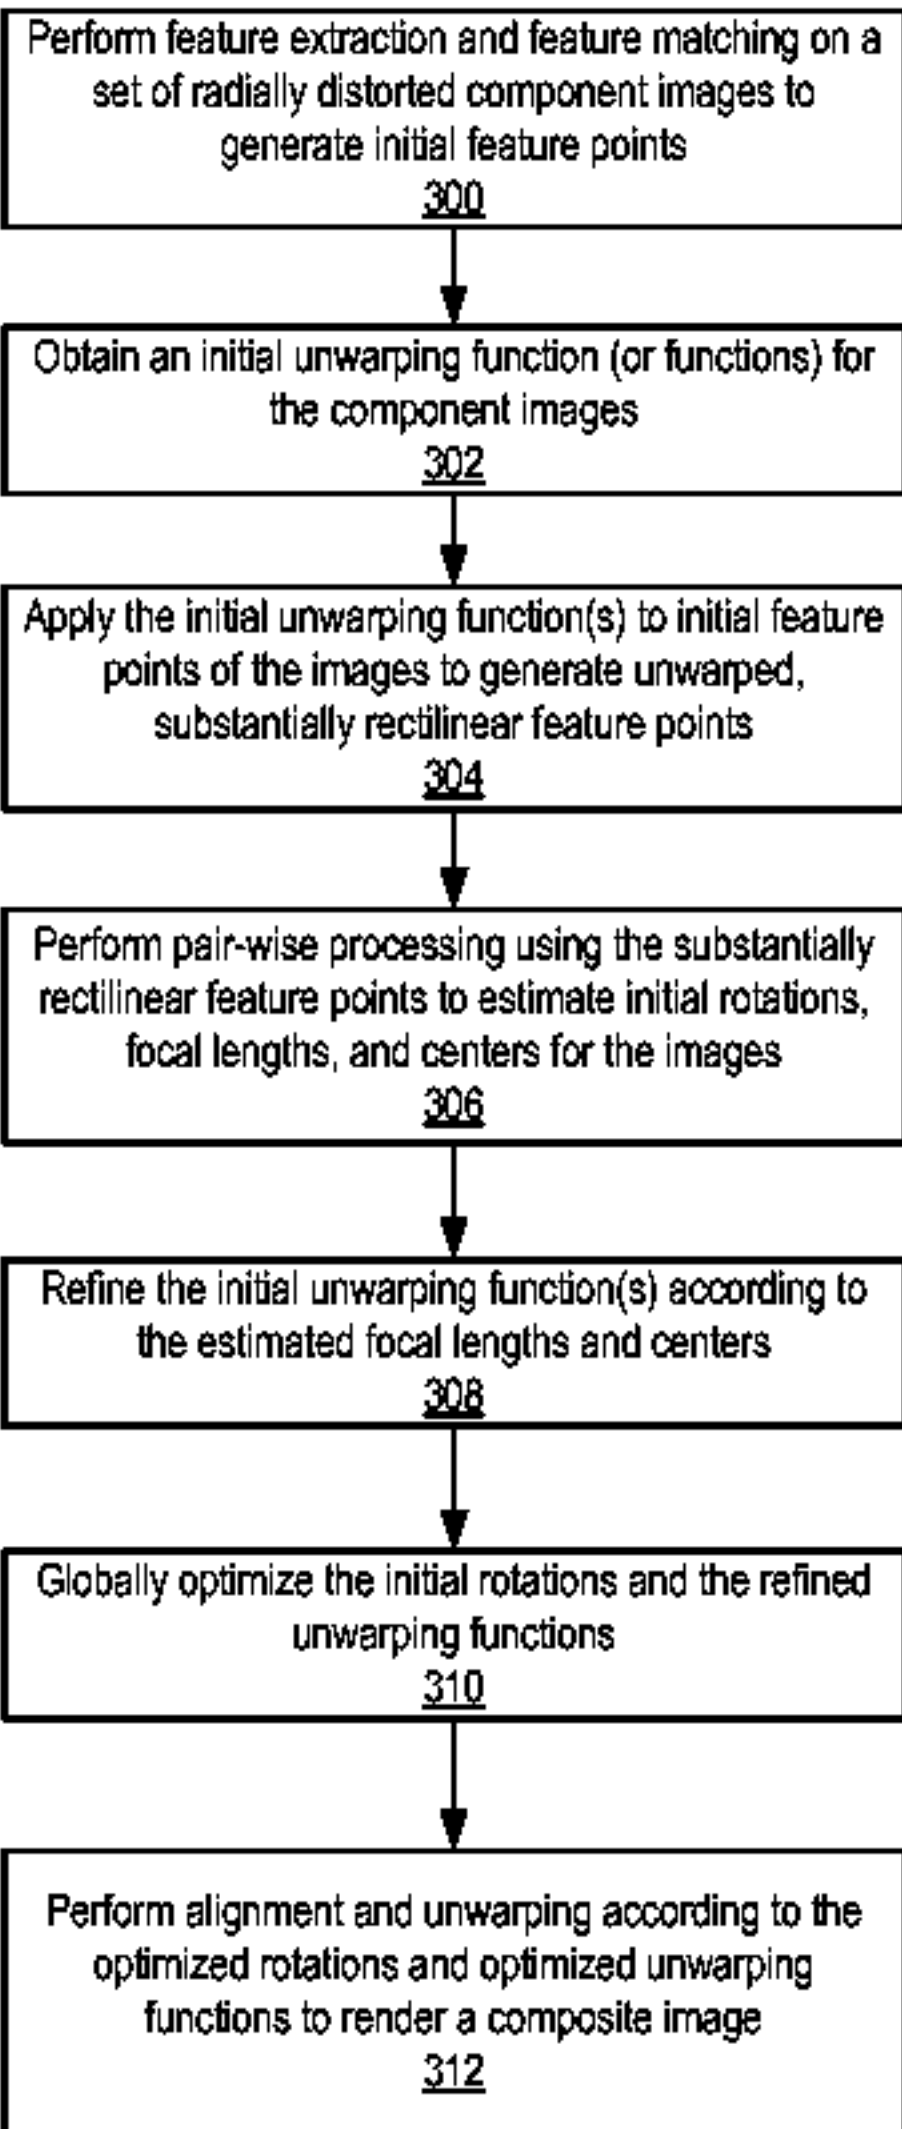 Perform feature extraction and feature matching on a
set of radially distorted component images to
generate initial feature points
300
Obtain an initial unwarping function (or functions) for
the component images
302
Apply the initial unwarping function(s) to initial feature
points of the images to generate unwarped,
substantially rectilinear feature points
304
Perform pair-wise processing using the substantially
rectilinear feature points to estimate initial rotations,
focal lengths, and centers for the images
306
Refine the initial unwarping function(s) according to
the estimated focal lengths and centers
308
Globally optimize the initial rotations and the refined
unwarping functions
310
Perform alignment and unwarping according to the
optimized rotations and optimized unwarping
functions to render a composite image
312